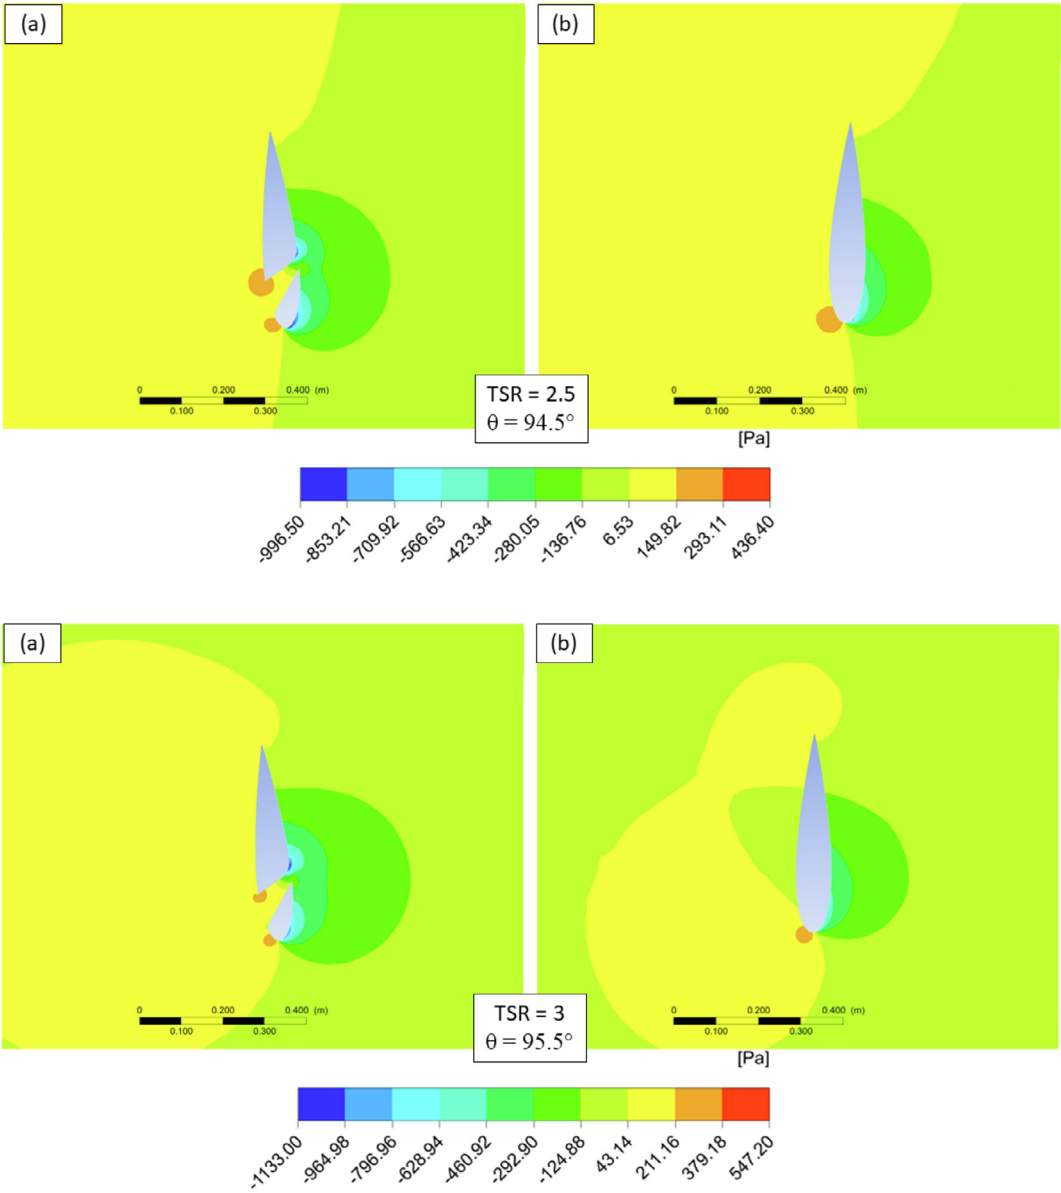 (a)
(b)
0 0.200 0.400 (m)
0.100 0.300
0 0.200 0.400 (m)
0.100 0.300
TSR = 2.5
θ = 94.5°
[Pa]
-996.50 -853.21 -709.92 -566.63 -423.34 -280.05 -136.76 6.53 149.82 293.11 436.40
(a)
(b)
0 0.200 0.400 (m)
0.100 0.300
0 0.200 0.400 (m)
0.100 0.300
TSR = 3
θ = 95.5°
[Pa]
-1133.00 -964.98 -796.96 -628.94 -460.92 -292.90 -124.88 43.14 211.16 379.18 547.20